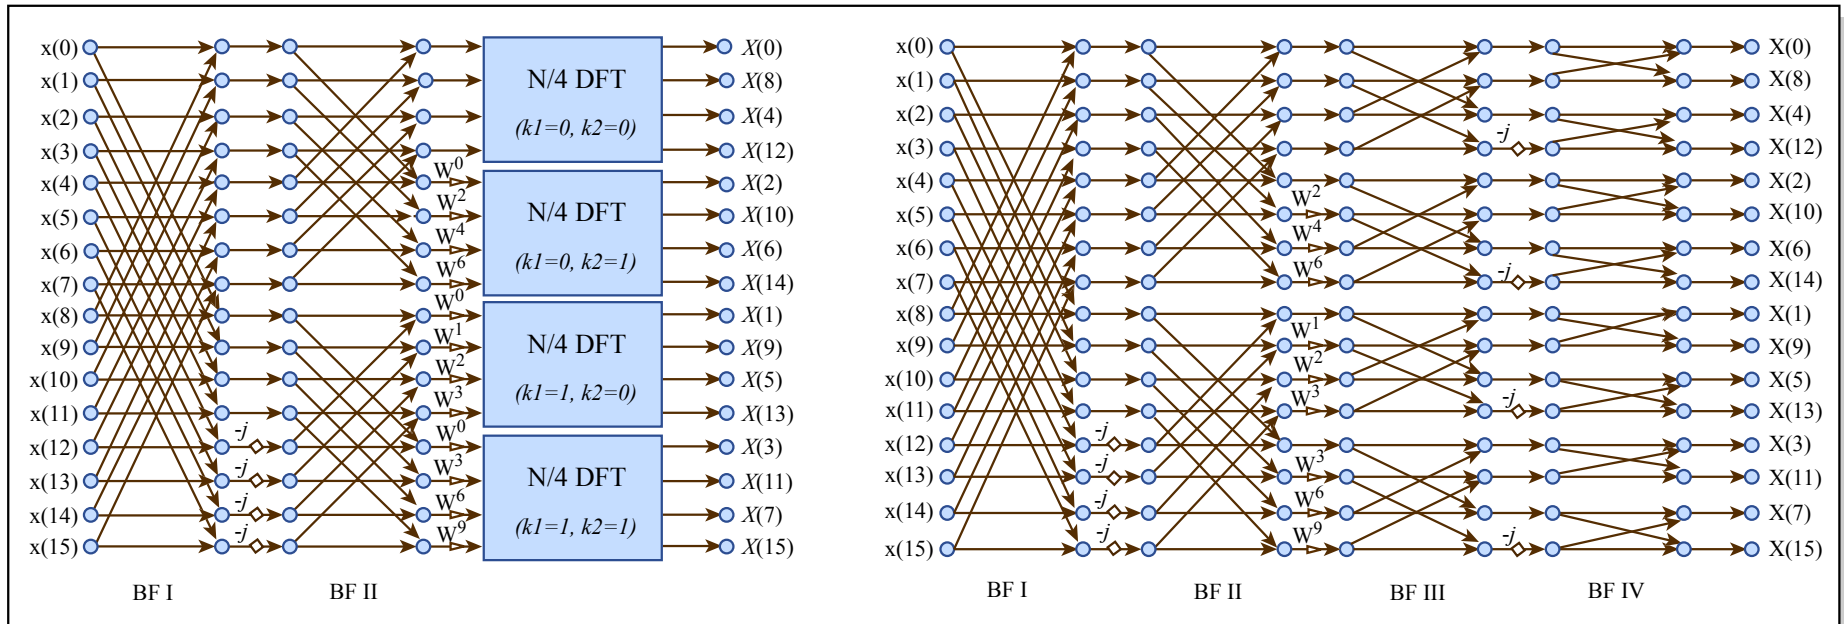 x(0) X(0)
x(1) N/4 DFT X(8)
x(2) (k1=0, k2=0) X(4)
x(3) X(12)
x(4) W⁰ X(2)
x(5) W² N/4 DFT X(10)
x(6) W⁴ (k1=0, k2=1) X(6)
x(7) W⁶ X(14)
x(8) W⁰ X(1)
x(9) W¹ N/4 DFT X(9)
x(10) W² (k1=1, k2=0) X(5)
x(11) W³ X(13)
x(12) -j W⁰ X(3)
x(13) -j W³ N/4 DFT X(11)
x(14) -j W⁶ (k1=1, k2=1) X(7)
x(15) -j W⁹ X(15)
BF I BF II
x(0) X(0)
x(1) X(8)
x(2) X(4)
x(3) -j X(12)
x(4) X(2)
x(5) W² X(10)
x(6) W⁴ X(6)
x(7) W⁶ -j X(14)
x(8) X(1)
x(9) W¹ X(9)
x(10) W² X(5)
x(11) W³ -j X(13)
x(12) -j X(3)
x(13) -j W³ X(11)
x(14) -j W⁶ X(7)
x(15) -j W⁹ -j X(15)
BF I BF II BF III BF IV